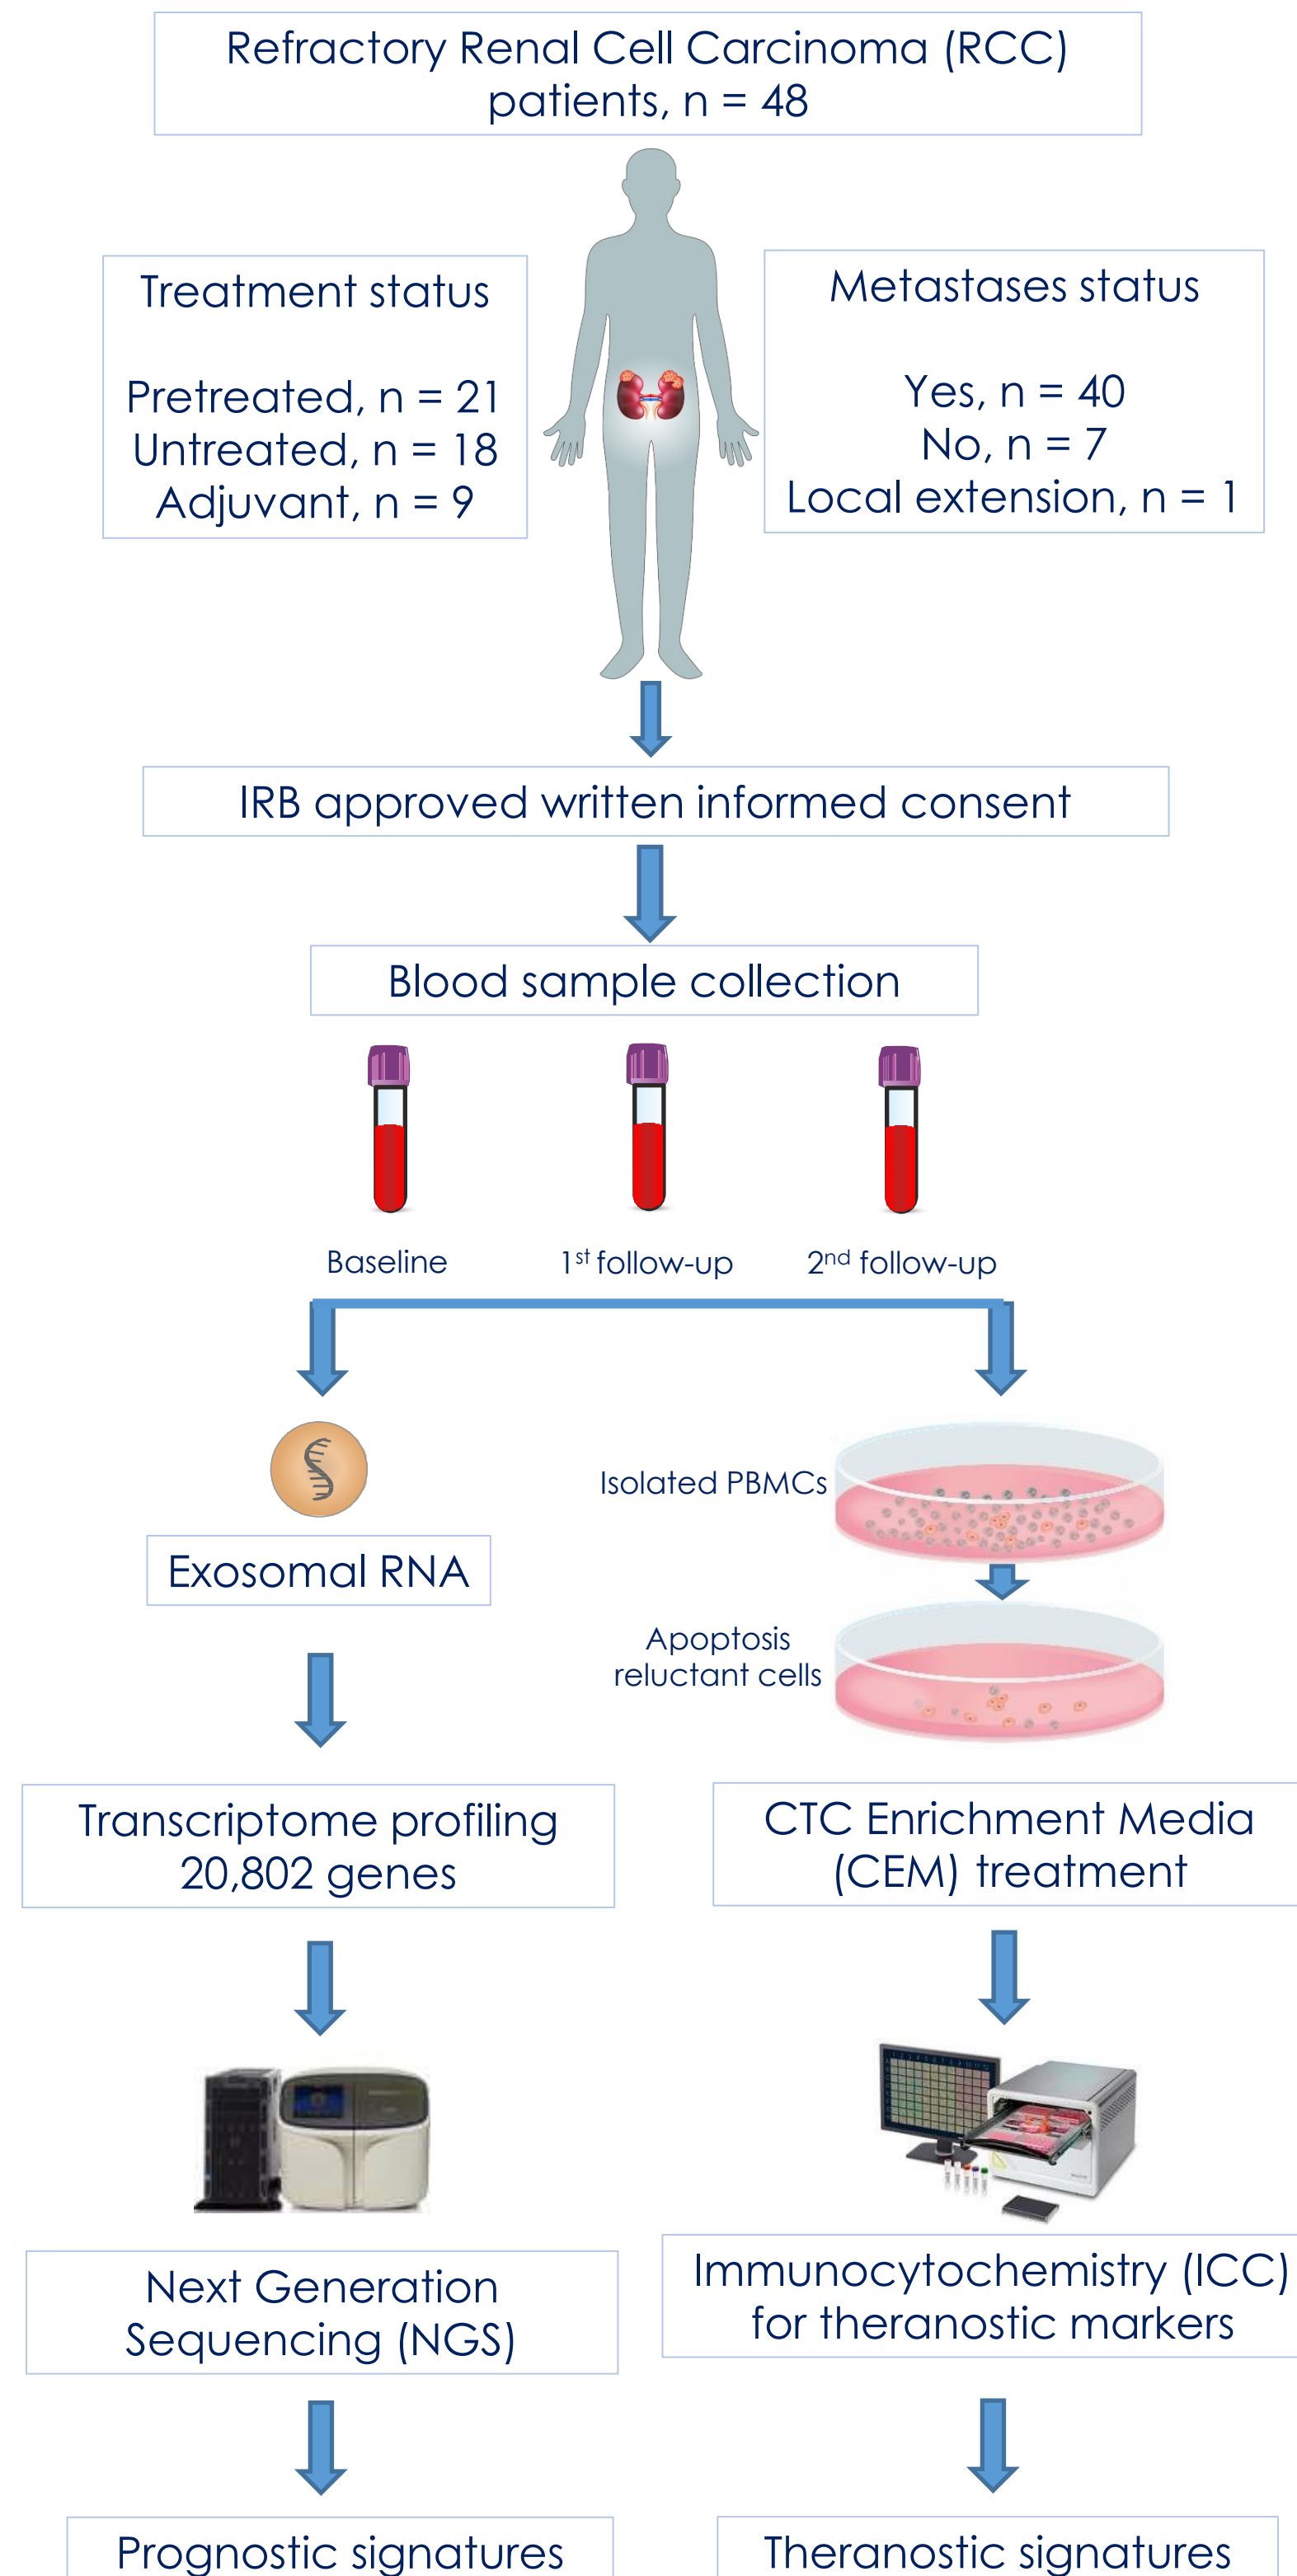 Refractory Renal Cell Carcinoma (RCC)
patients, n = 48
Treatment status
Pretreated, n = 21
Untreated, n = 18
Adjuvant, n = 9
Metastases status
Yes, n = 40
No, n = 7
Local extension, n = 1
IRB approved written informed consent
Blood sample collection
Baseline
1st follow-up
2nd follow-up
Exosomal RNA
Isolated PBMCs
Apoptosis
reluctant cells
Transcriptome profiling
20,802 genes
CTC Enrichment Media
(CEM) treatment
Next Generation
Sequencing (NGS)
Immunocytochemistry (ICC)
for theranostic markers
Prognostic signatures
Theranostic signatures